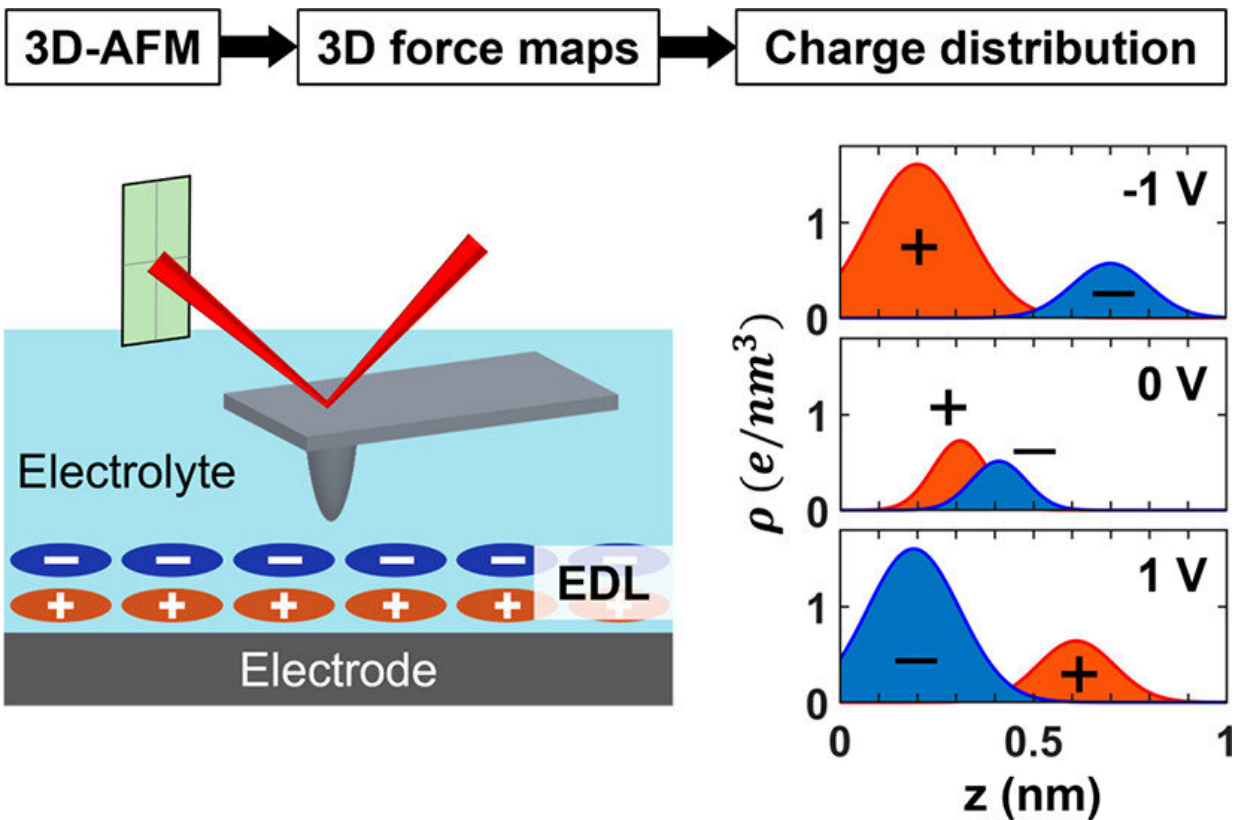 3D-AFM
3D force maps
Charge distribution
Electrolyte
− − − − − −
+ + + + + +
EDL
Electrode
-1 V
1
0
+
−
0 V
1
0
+
−
1 V
1
0
−
+
0 0.5 1
ρ (e/nm³)
z (nm)